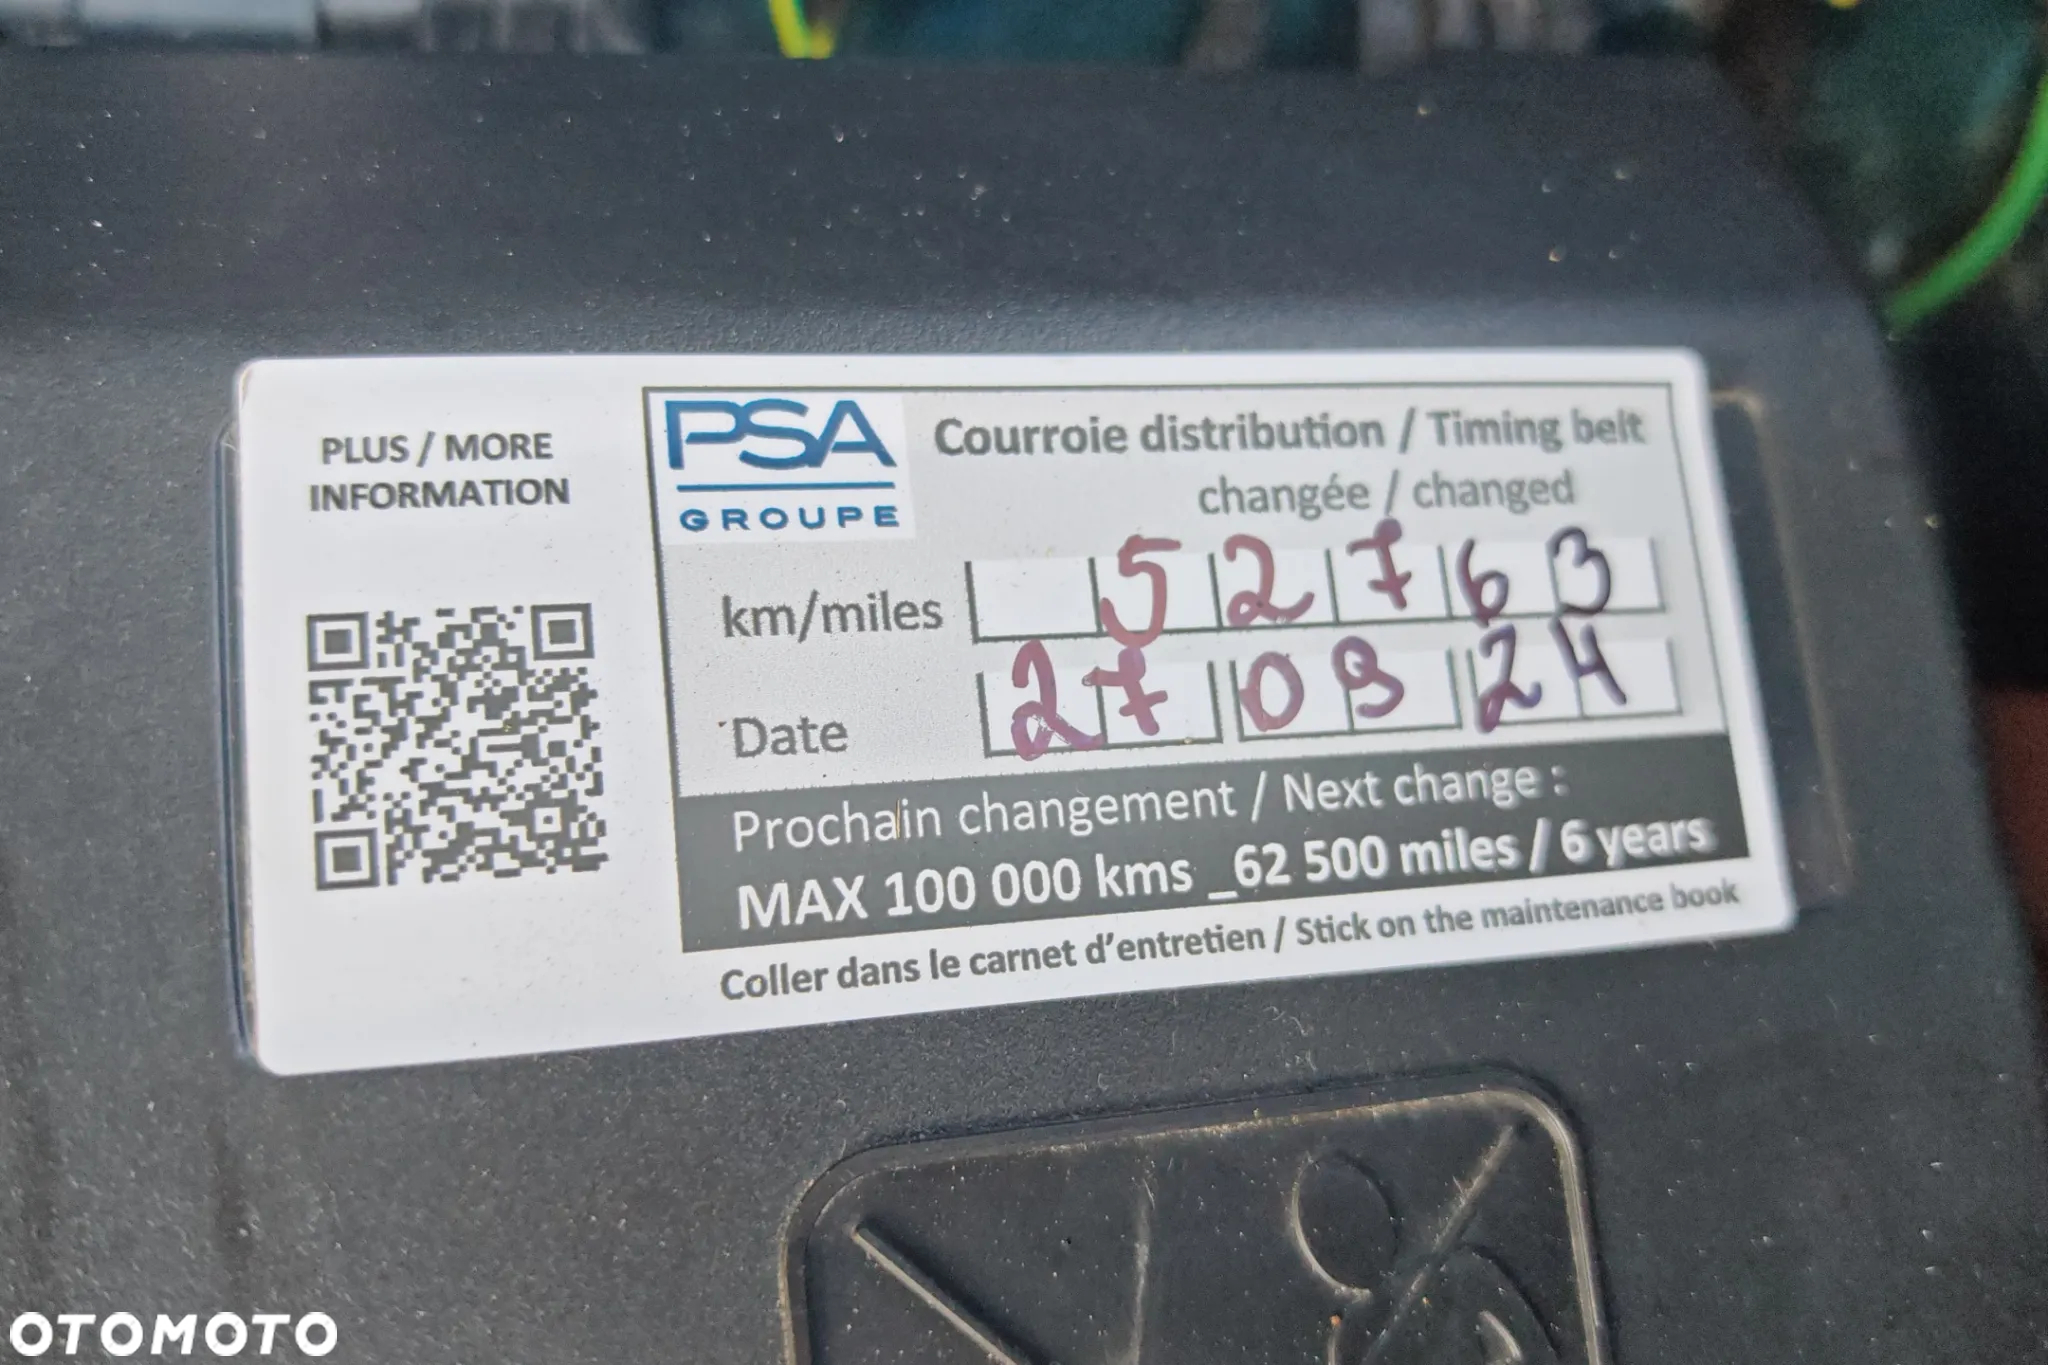 PLUS / MORE
INFORMATION
PSA
GROUPE
Courroie distribution / Timing belt
changée / changed
km/miles 52763
Date 27 09 24
Prochain changement / Next change :
MAX 100 000 kms _62 500 miles / 6 years
Coller dans le carnet d'entretien / Stick on the maintenance book
OTOMOTO